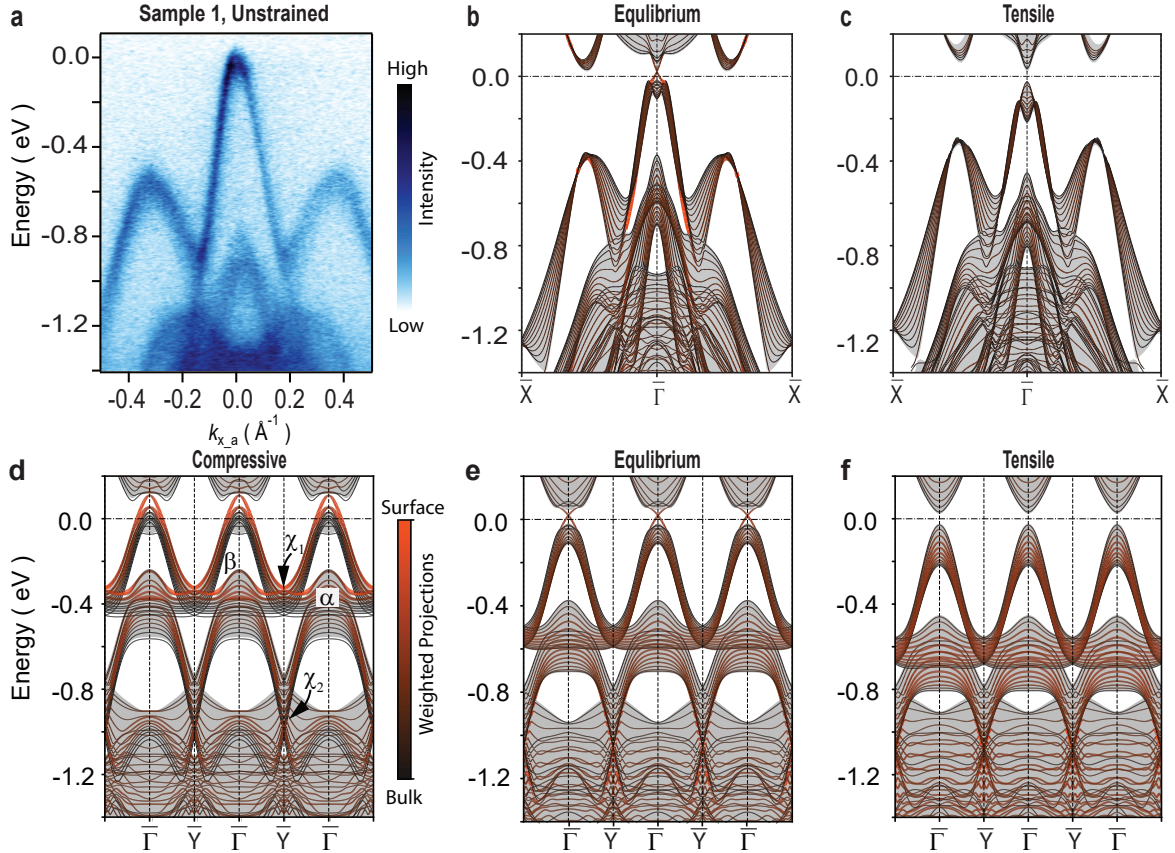 a
Sample 1, Unstrained
Energy ( eV )
0.0
-0.4
-0.8
-1.2
-0.4 -0.2 0.0 0.2 0.4
kx_a ( Å-1 )
High
Intensity
Low
b
Equlibrium
0.0
-0.4
-0.8
-1.2
X̅ Γ̅ X̅
c
Tensile
0.0
-0.4
-0.8
-1.2
X̅ Γ̅ X̅
d
Compressive
Energy ( eV )
0.0
-0.4
-0.8
-1.2
β
χ1
α
χ2
Γ̅ Y̅ Γ̅ Y̅ Γ̅
Surface
Weighted Projections
Bulk
e
Equlibrium
0.0
-0.4
-0.8
-1.2
Γ̅ Y̅ Γ̅ Y̅ Γ̅
f
Tensile
0.0
-0.4
-0.8
-1.2
Γ̅ Y̅ Γ̅ Y̅ Γ̅